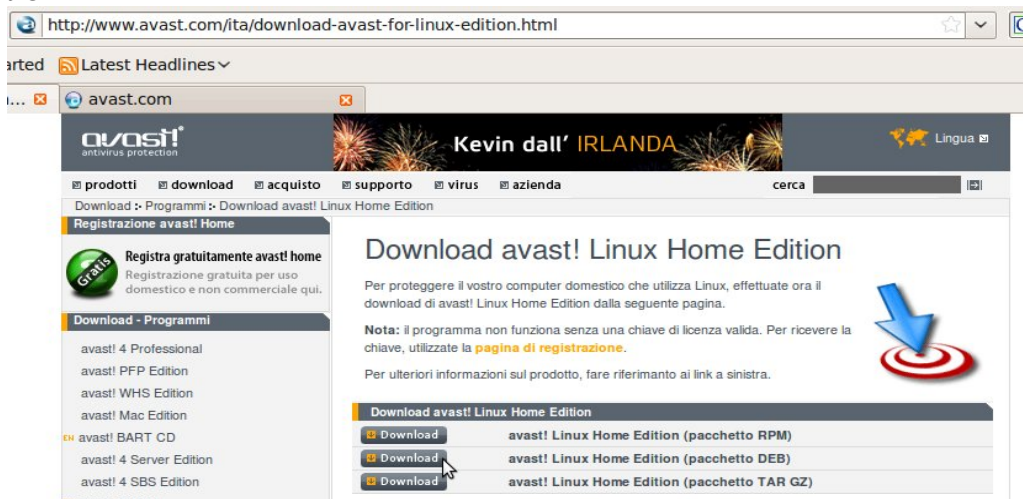 http://www.avast.com/ita/download-avast-for-linux-edition.html
arted Latest Headlines
... avast.com
avast!
antivirus protection
Kevin dall' IRLANDA
Lingua
prodotti download acquisto supporto virus azienda cerca
Download :- Programmi :- Download avast! Linux Home Edition
Registrazione avast! Home
Gratis
Registra gratuitamente avast! home
Registrazione gratuita per uso
domestico e non commerciale qui.
Download - Programmi
avast! 4 Professional
avast! PFP Edition
avast! WHS Edition
avast! Mac Edition
EN avast! BART CD
avast! 4 Server Edition
avast! 4 SBS Edition
Download avast! Linux Home Edition
Per proteggere il vostro computer domestico che utilizza Linux, effettuate ora il
download di avast! Linux Home Edition dalla seguente pagina.
Nota: il programma non funziona senza una chiave di licenza valida. Per ricevere la
chiave, utilizzate la pagina di registrazione.
Per ulteriori informazioni sul prodotto, fare riferimanto ai link a sinistra.
Download avast! Linux Home Edition
Download avast! Linux Home Edition (pacchetto RPM)
Download avast! Linux Home Edition (pacchetto DEB)
Download avast! Linux Home Edition (pacchetto TAR GZ)